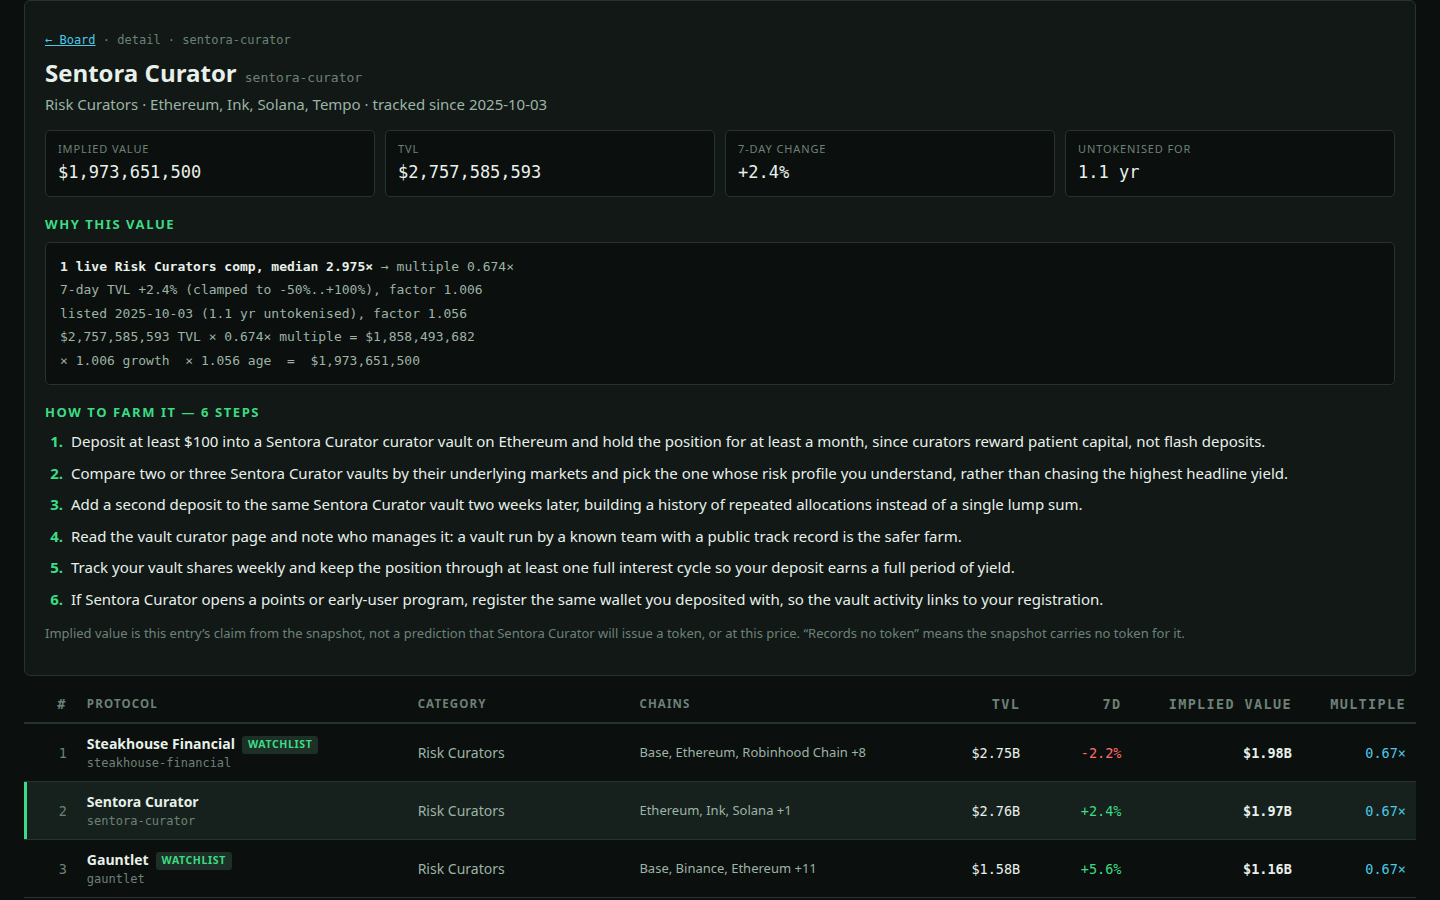 ← Board · detail · sentora-curator
Sentora Curator sentora-curator
Risk Curators · Ethereum, Ink, Solana, Tempo · tracked since 2025-10-03
IMPLIED VALUE
$1,973,651,500
TVL
$2,757,585,593
7-DAY CHANGE
+2.4%
UNTOKENISED FOR
1.1 yr
WHY THIS VALUE
1 live Risk Curators comp, median 2.975× → multiple 0.674×
7-day TVL +2.4% (clamped to -50%..+100%), factor 1.006
listed 2025-10-03 (1.1 yr untokenised), factor 1.056
$2,757,585,593 TVL × 0.674× multiple = $1,858,493,682
× 1.006 growth × 1.056 age = $1,973,651,500
HOW TO FARM IT — 6 STEPS
1. Deposit at least $100 into a Sentora Curator curator vault on Ethereum and hold the position for at least a month, since curators reward patient capital, not flash deposits.
2. Compare two or three Sentora Curator vaults by their underlying markets and pick the one whose risk profile you understand, rather than chasing the highest headline yield.
3. Add a second deposit to the same Sentora Curator vault two weeks later, building a history of repeated allocations instead of a single lump sum.
4. Read the vault curator page and note who manages it: a vault run by a known team with a public track record is the safer farm.
5. Track your vault shares weekly and keep the position through at least one full interest cycle so your deposit earns a full period of yield.
6. If Sentora Curator opens a points or early-user program, register the same wallet you deposited with, so the vault activity links to your registration.
Implied value is this entry's claim from the snapshot, not a prediction that Sentora Curator will issue a token, or at this price. “Records no token” means the snapshot carries no token for it.
# PROTOCOL CATEGORY CHAINS TVL 7D IMPLIED VALUE MULTIPLE
1 Steakhouse Financial WATCHLIST Risk Curators Base, Ethereum, Robinhood Chain +8 $2.75B -2.2% $1.98B 0.67×
steakhouse-financial
2 Sentora Curator Risk Curators Ethereum, Ink, Solana +1 $2.76B +2.4% $1.97B 0.67×
sentora-curator
3 Gauntlet WATCHLIST Risk Curators Base, Binance, Ethereum +11 $1.58B +5.6% $1.16B 0.67×
gauntlet